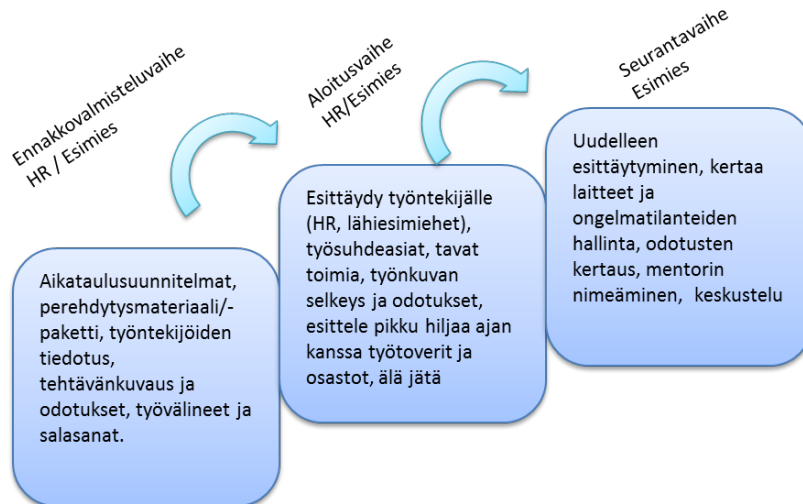 Ennakkovalmisteluvaihe
HR / Esimies
Aikataulusuunnitelmat,
perehdytysmateriaali/-
paketti, työntekijöiden
tiedotus,
tehtävänkuvaus ja
odotukset, työvälineet ja
salasanat.
Aloitusvaihe
HR/Esimies
Esittäydy työntekijälle
(HR, lähiesimiehet),
työsuhdeasiat, tavat
toimia, työnkuvan
selkeys ja odotukset,
esittele pikku hiljaa ajan
kanssa työtoverit ja
osastot, älä jätä
Seurantavaihe
Esimies
Uudelleen
esittäytyminen, kertaa
laitteet ja
ongelmatilanteiden
hallinta, odotusten
kertaus, mentorin
nimeäminen, keskustelu